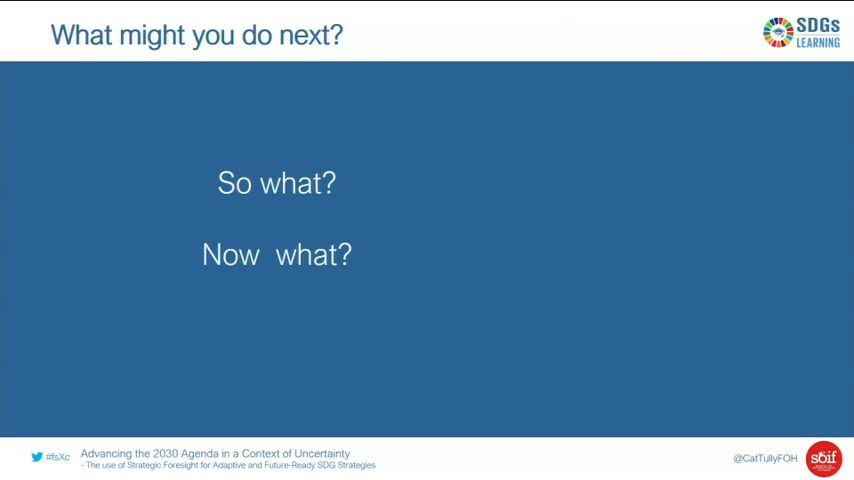 What might you do next?
SDGs
LEARNING
So what?
Now what?
#fsXc
Advancing the 2030 Agenda in a Context of Uncertainty
- The use of Strategic Foresight for Adaptive and Future-Ready SDG Strategies
@CatTullyFOH
soif